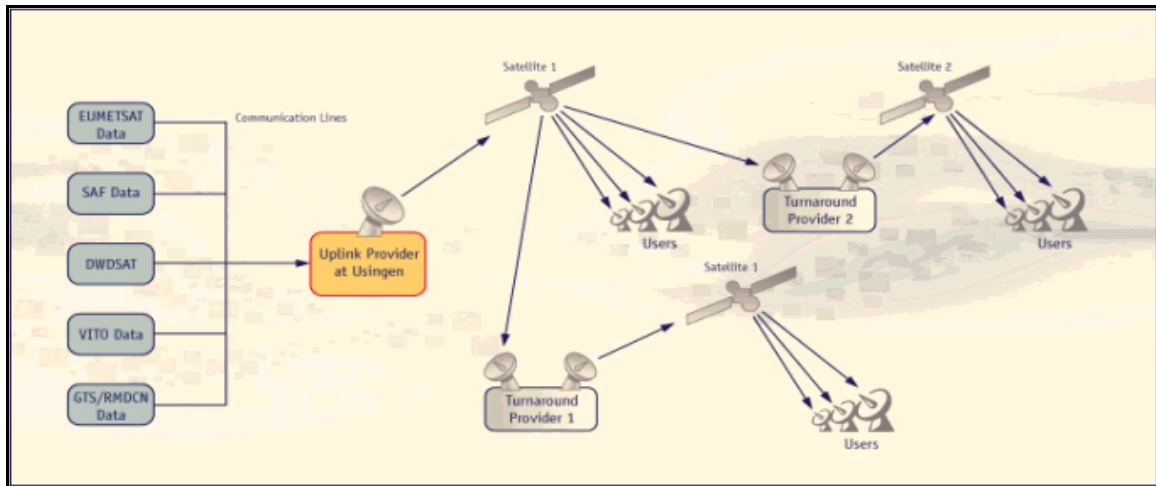 EUMETSAT
Data
SAF Data
DWDSAT
VITO Data
GTS/RMDCN
Data
Communication Lines
Uplink Provider
at Usingen
Satellite 1
Users
Turnaround
Provider 2
Satellite 2
Users
Turnaround
Provider 1
Satellite 1
Users